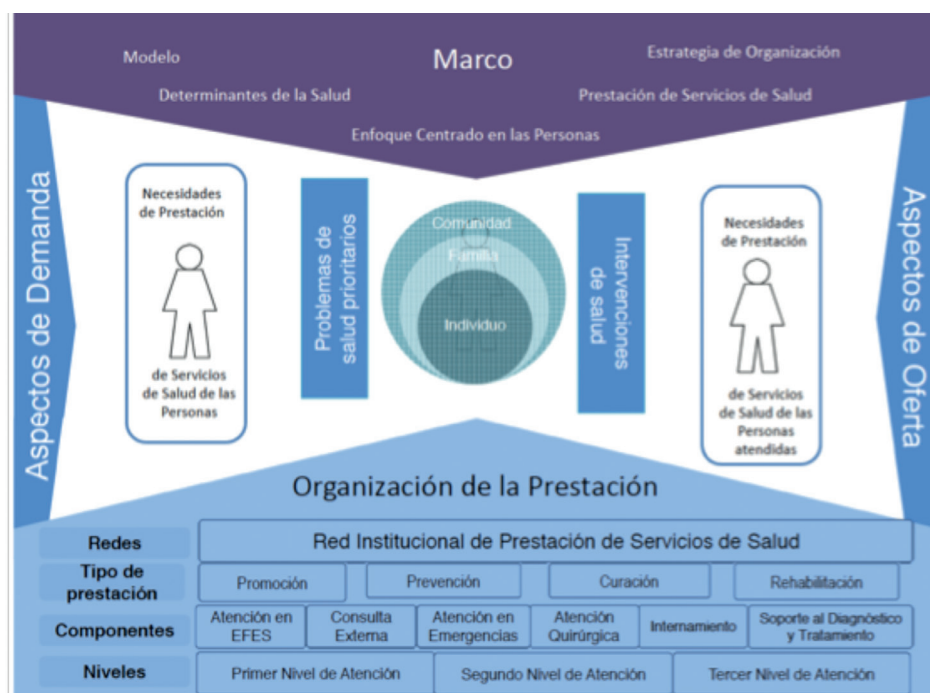 Modelo
Marco
Estrategia de Organización
Determinantes de la Salud
Prestación de Servicios de Salud
Enfoque Centrado en las Personas
Aspectos de Demanda
Necesidades
de Prestación
de Servicios
de Salud de las
Personas
Problemas de
salud prioritarios
Comunidad
Familia
Individuo
Intervenciones
de salud
Necesidades
de Prestación
de Servicios
de Salud de las
Personas
atendidas
Aspectos de Oferta
Organización de la Prestación
Redes
Red Institucional de Prestación de Servicios de Salud
Tipo de
prestación
Promoción
Prevención
Curación
Rehabilitación
Componentes
Atención en
EFES
Consulta
Externa
Atención en
Emergencias
Atención
Quirúrgica
Internamiento
Soporte al Diagnóstico
y Tratamiento
Niveles
Primer Nivel de Atención
Segundo Nivel de Atención
Tercer Nivel de Atención